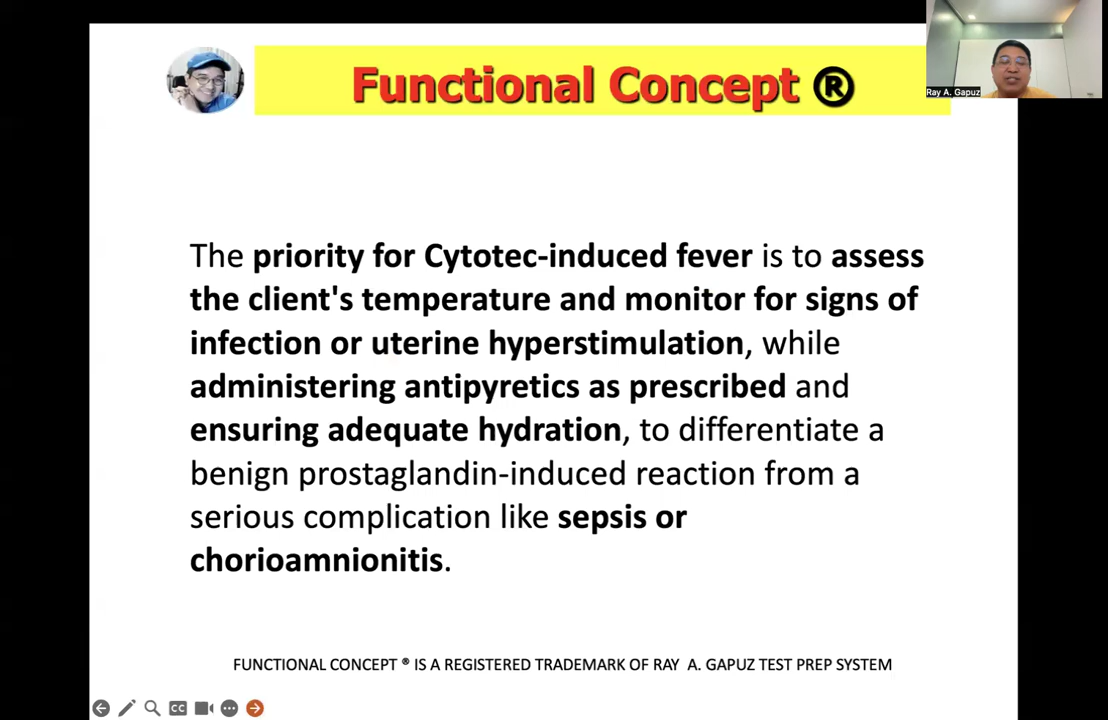 Functional Concept ®
Ray A. Gapuz
The priority for Cytotec-induced fever is to assess
the client's temperature and monitor for signs of
infection or uterine hyperstimulation, while
administering antipyretics as prescribed and
ensuring adequate hydration, to differentiate a
benign prostaglandin-induced reaction from a
serious complication like sepsis or
chorioamnionitis.
FUNCTIONAL CONCEPT ® IS A REGISTERED TRADEMARK OF RAY A. GAPUZ TEST PREP SYSTEM
CC